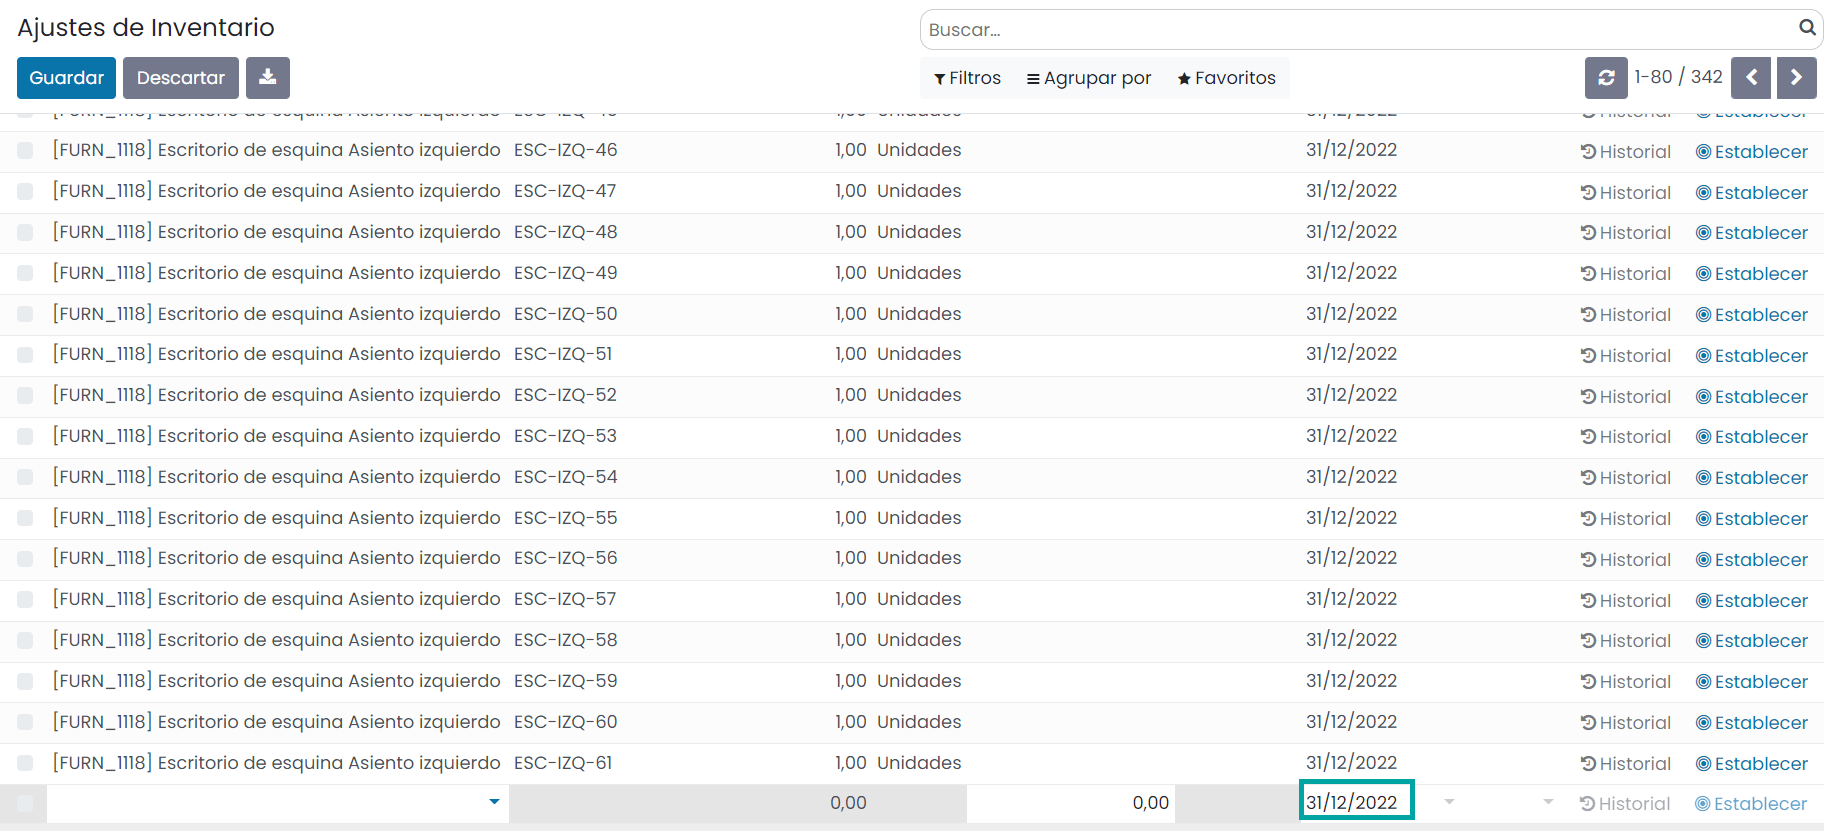 Ajustes de Inventario
Buscar...
Guardar Descartar
Filtros Agrupar por Favoritos
1-80 / 342
[FURN_1118] Escritorio de esquina Asiento izquierdo ESC-IZQ-46 1,00 Unidades 31/12/2022 Historial Establecer
[FURN_1118] Escritorio de esquina Asiento izquierdo ESC-IZQ-47 1,00 Unidades 31/12/2022 Historial Establecer
[FURN_1118] Escritorio de esquina Asiento izquierdo ESC-IZQ-48 1,00 Unidades 31/12/2022 Historial Establecer
[FURN_1118] Escritorio de esquina Asiento izquierdo ESC-IZQ-49 1,00 Unidades 31/12/2022 Historial Establecer
[FURN_1118] Escritorio de esquina Asiento izquierdo ESC-IZQ-50 1,00 Unidades 31/12/2022 Historial Establecer
[FURN_1118] Escritorio de esquina Asiento izquierdo ESC-IZQ-51 1,00 Unidades 31/12/2022 Historial Establecer
[FURN_1118] Escritorio de esquina Asiento izquierdo ESC-IZQ-52 1,00 Unidades 31/12/2022 Historial Establecer
[FURN_1118] Escritorio de esquina Asiento izquierdo ESC-IZQ-53 1,00 Unidades 31/12/2022 Historial Establecer
[FURN_1118] Escritorio de esquina Asiento izquierdo ESC-IZQ-54 1,00 Unidades 31/12/2022 Historial Establecer
[FURN_1118] Escritorio de esquina Asiento izquierdo ESC-IZQ-55 1,00 Unidades 31/12/2022 Historial Establecer
[FURN_1118] Escritorio de esquina Asiento izquierdo ESC-IZQ-56 1,00 Unidades 31/12/2022 Historial Establecer
[FURN_1118] Escritorio de esquina Asiento izquierdo ESC-IZQ-57 1,00 Unidades 31/12/2022 Historial Establecer
[FURN_1118] Escritorio de esquina Asiento izquierdo ESC-IZQ-58 1,00 Unidades 31/12/2022 Historial Establecer
[FURN_1118] Escritorio de esquina Asiento izquierdo ESC-IZQ-59 1,00 Unidades 31/12/2022 Historial Establecer
[FURN_1118] Escritorio de esquina Asiento izquierdo ESC-IZQ-60 1,00 Unidades 31/12/2022 Historial Establecer
[FURN_1118] Escritorio de esquina Asiento izquierdo ESC-IZQ-61 1,00 Unidades 31/12/2022 Historial Establecer
0,00 0,00 31/12/2022 Historial Establecer